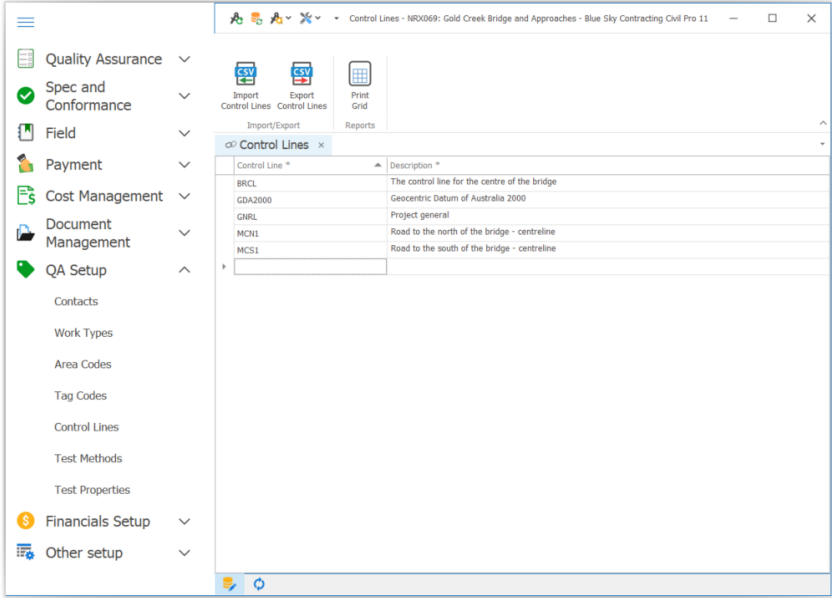 Control Lines - NRX069: Gold Creek Bridge and Approaches - Blue Sky Contracting Civil Pro 11
Quality Assurance
Spec and
Conformance
Field
Payment
Cost Management
Document
Management
QA Setup
Contacts
Work Types
Area Codes
Tag Codes
Control Lines
Test Methods
Test Properties
Financials Setup
Other setup
CSV CSV
Import Export Print
Control Lines Control Lines Grid
Import/Export Reports
Control Lines ×
Control Line * Description *
BRCL The control line for the centre of the bridge
GDA2000 Geocentric Datum of Australia 2000
GNRL Project general
MCN1 Road to the north of the bridge - centreline
MCS1 Road to the south of the bridge - centreline